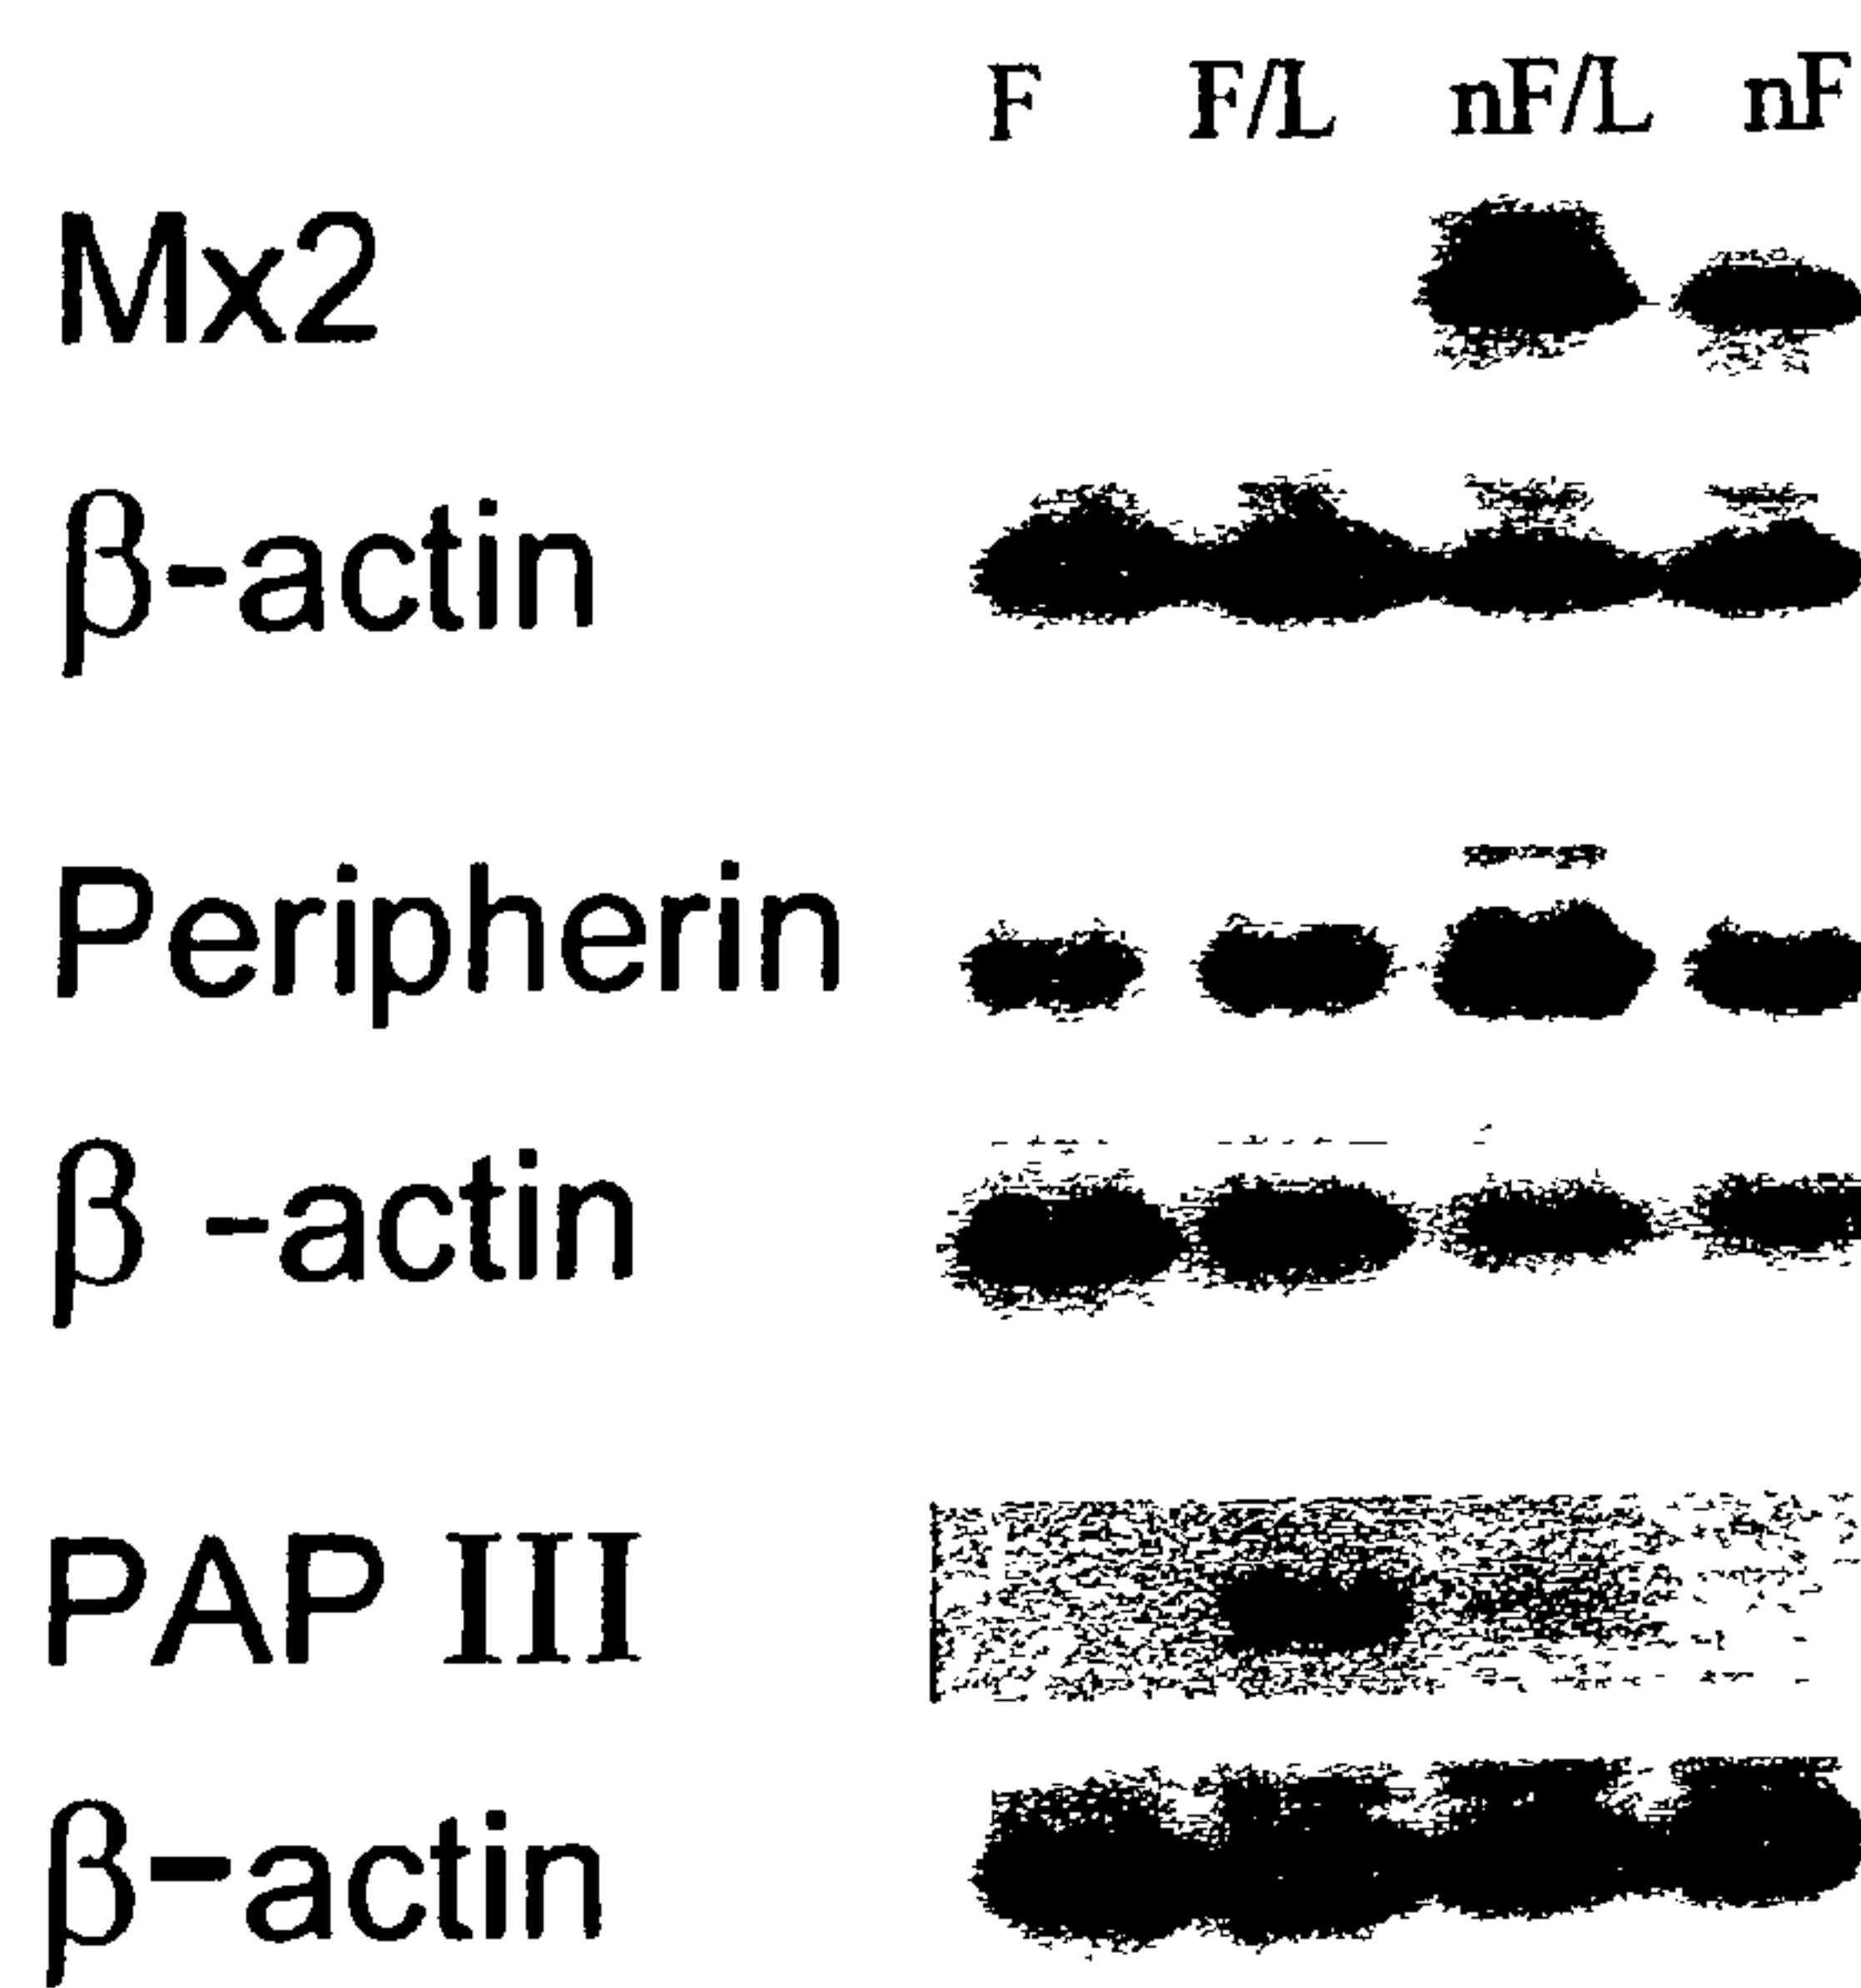 F F/L nF/L nF
Mx2
β-actin
Peripherin
β -actin
PAP III
β-actin